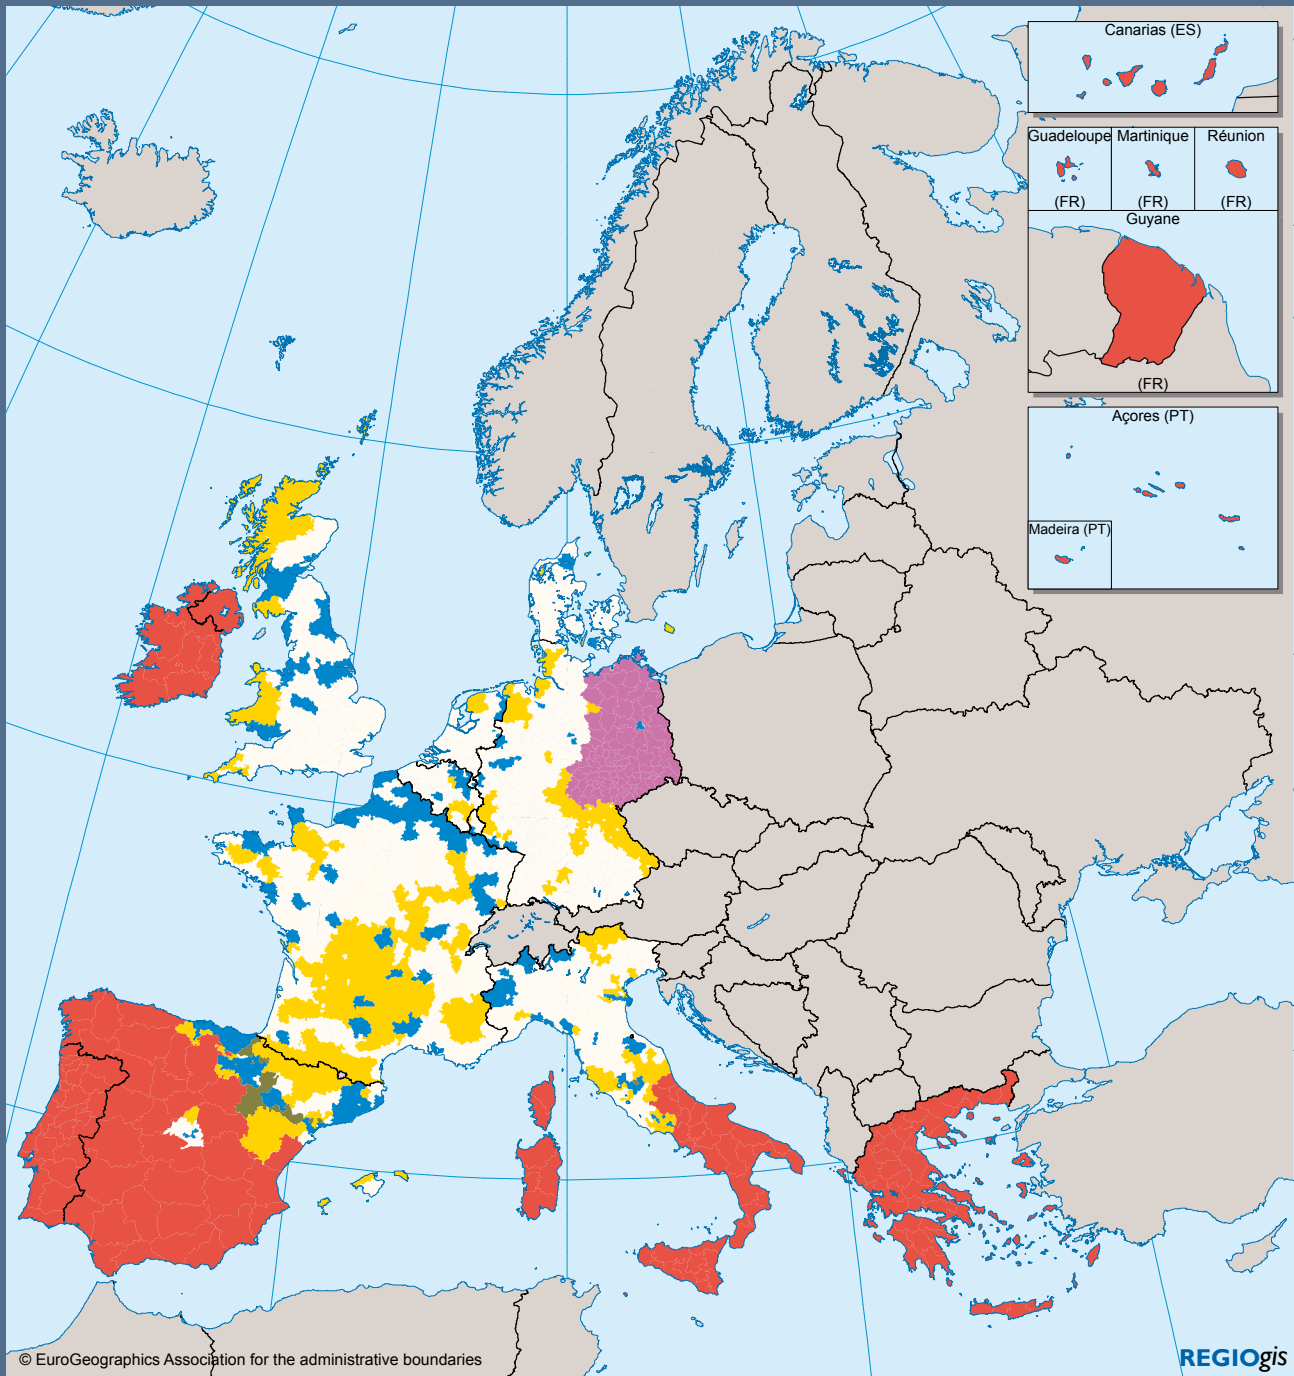 Canarias (ES)
Guadeloupe
(FR)
Martinique
(FR)
Réunion
(FR)
Guyane
(FR)
Açores (PT)
Madeira (PT)
© EuroGeographics Association for the administrative boundaries
REGIOgis